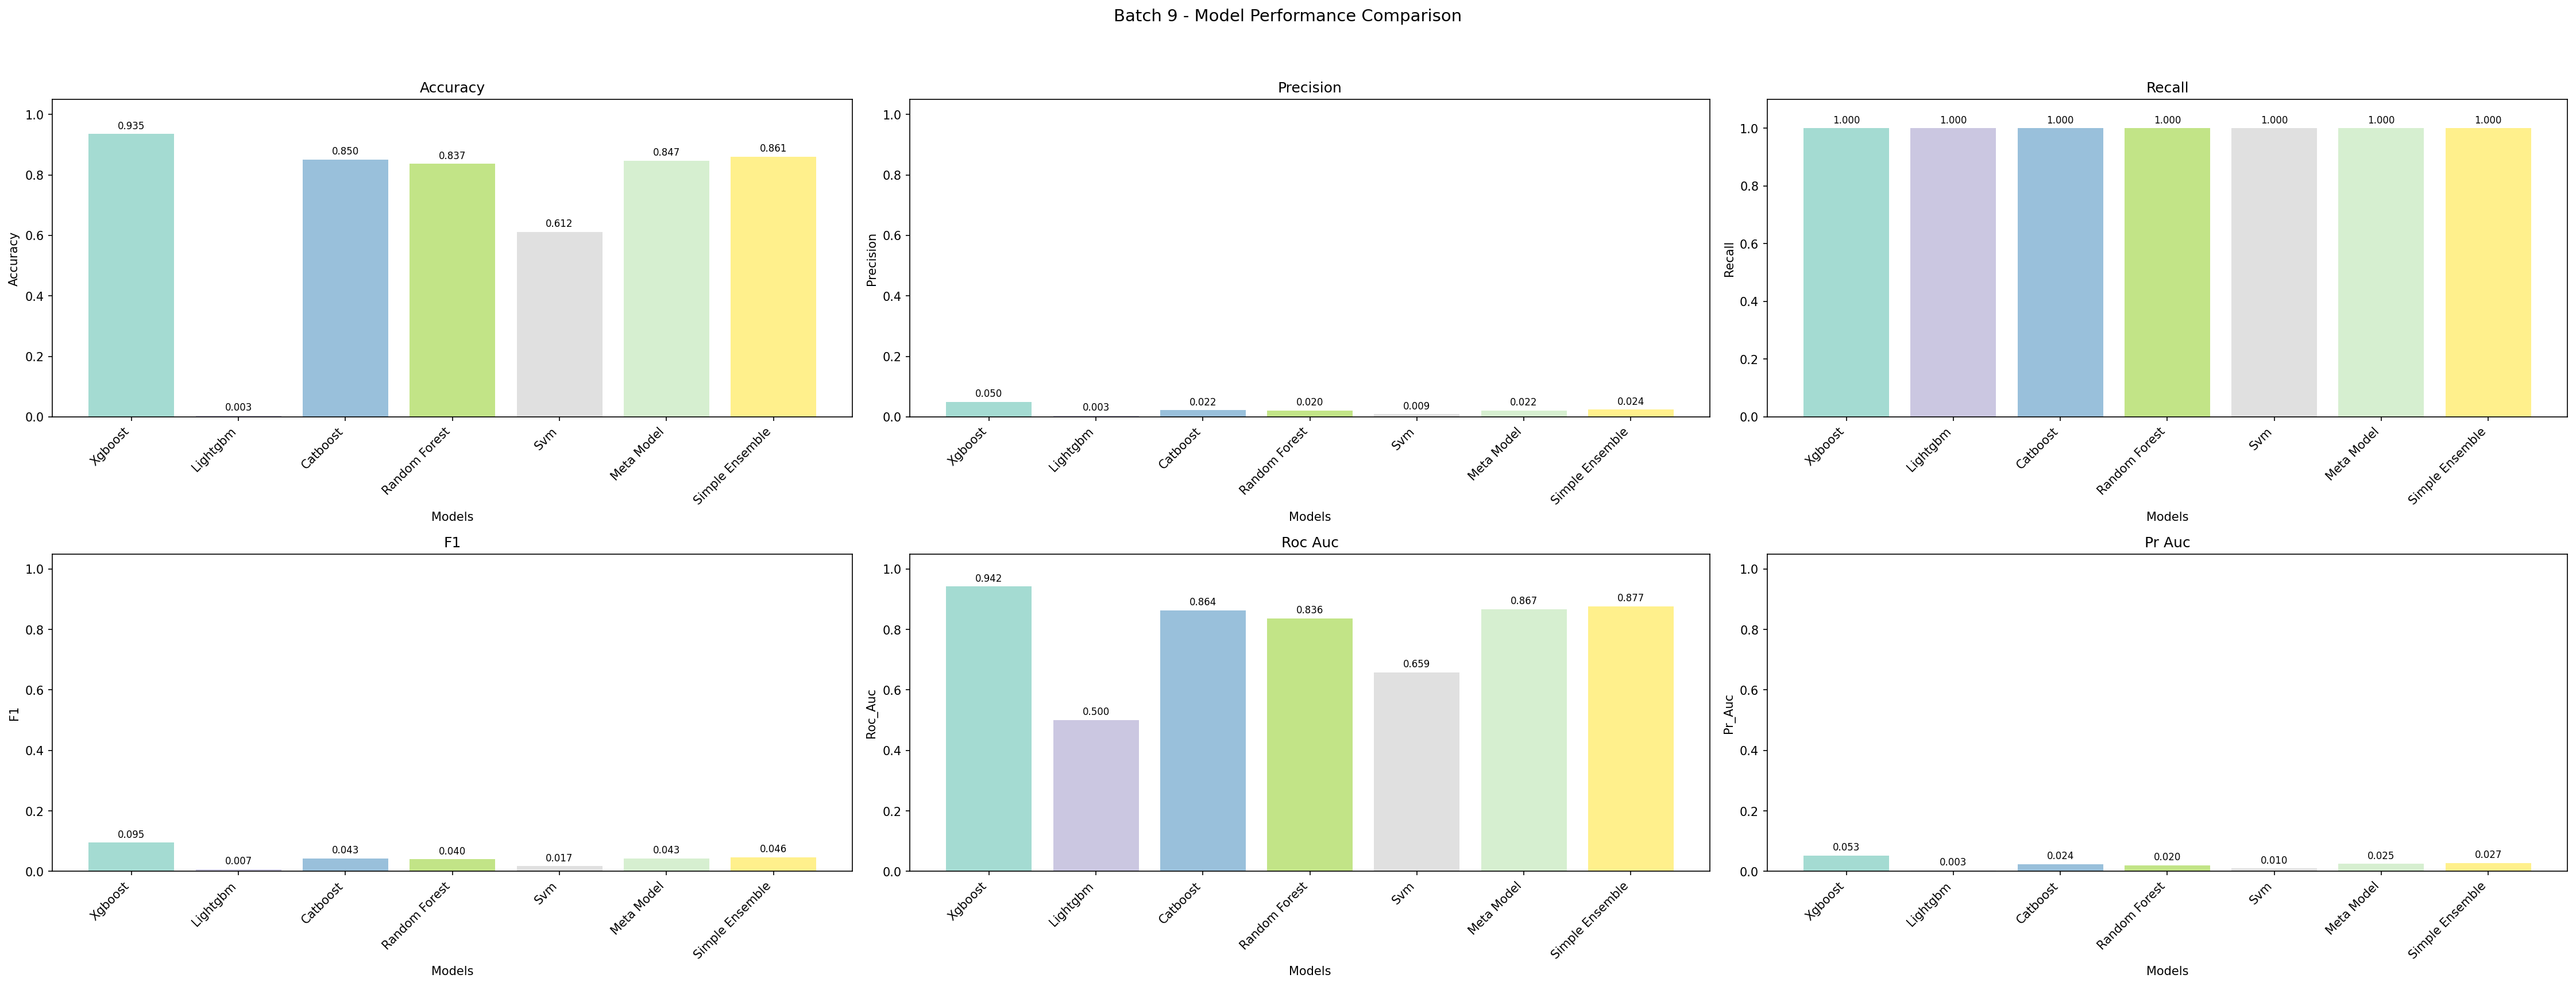 Batch 9 - Model Performance Comparison
Accuracy
Accuracy
1.0
0.8
0.6
0.4
0.2
0.0
0.935
0.003
0.850
0.837
0.612
0.847
0.861
Xgboost
Lightgbm
Catboost
Random Forest
Svm
Meta Model
Simple Ensemble
Models
Precision
Precision
1.0
0.8
0.6
0.4
0.2
0.0
0.050
0.003
0.022
0.020
0.009
0.022
0.024
Xgboost
Lightgbm
Catboost
Random Forest
Svm
Meta Model
Simple Ensemble
Models
Recall
Recall
1.0
0.8
0.6
0.4
0.2
0.0
1.000
1.000
1.000
1.000
1.000
1.000
1.000
Xgboost
Lightgbm
Catboost
Random Forest
Svm
Meta Model
Simple Ensemble
Models
F1
F1
1.0
0.8
0.6
0.4
0.2
0.0
0.095
0.007
0.043
0.040
0.017
0.043
0.046
Xgboost
Lightgbm
Catboost
Random Forest
Svm
Meta Model
Simple Ensemble
Models
Roc Auc
Roc_Auc
1.0
0.8
0.6
0.4
0.2
0.0
0.942
0.500
0.864
0.836
0.659
0.867
0.877
Xgboost
Lightgbm
Catboost
Random Forest
Svm
Meta Model
Simple Ensemble
Models
Pr Auc
Pr_Auc
1.0
0.8
0.6
0.4
0.2
0.0
0.053
0.003
0.024
0.020
0.010
0.025
0.027
Xgboost
Lightgbm
Catboost
Random Forest
Svm
Meta Model
Simple Ensemble
Models